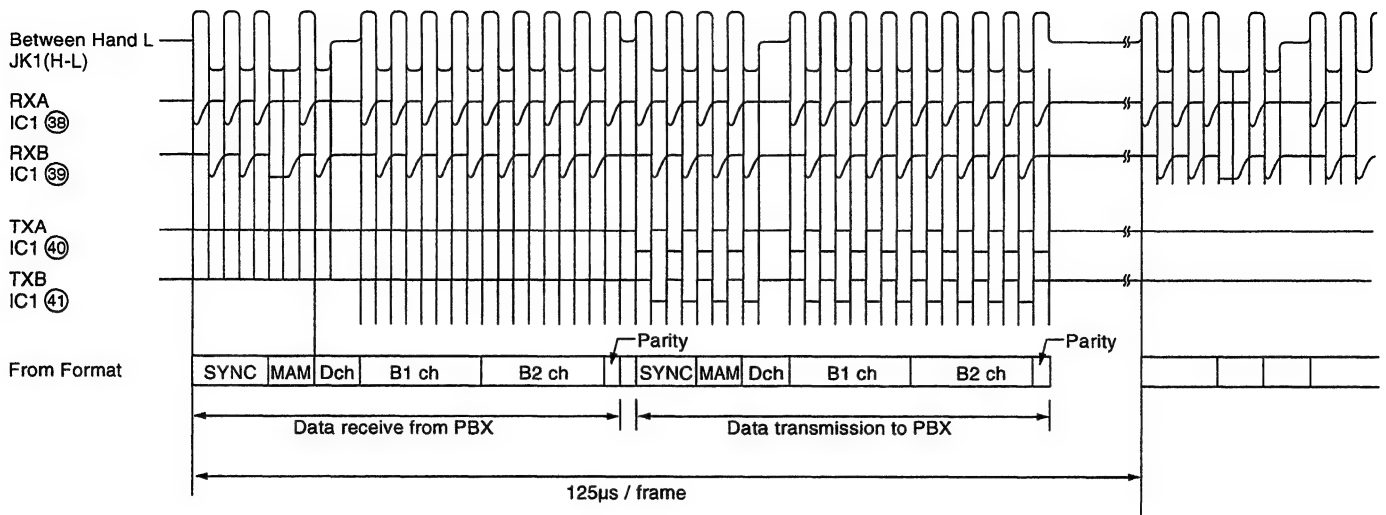 Between Hand L
JK1(H-L)
RXA
IC1 ㊳
RXB
IC1 ㊴
TXA
IC1 ㊵
TXB
IC1 ㊶
Parity
Parity
From Format
SYNC MAM Dch B1 ch B2 ch SYNC MAM Dch B1 ch B2 ch
Data receive from PBX
Data transmission to PBX
125µs / frame